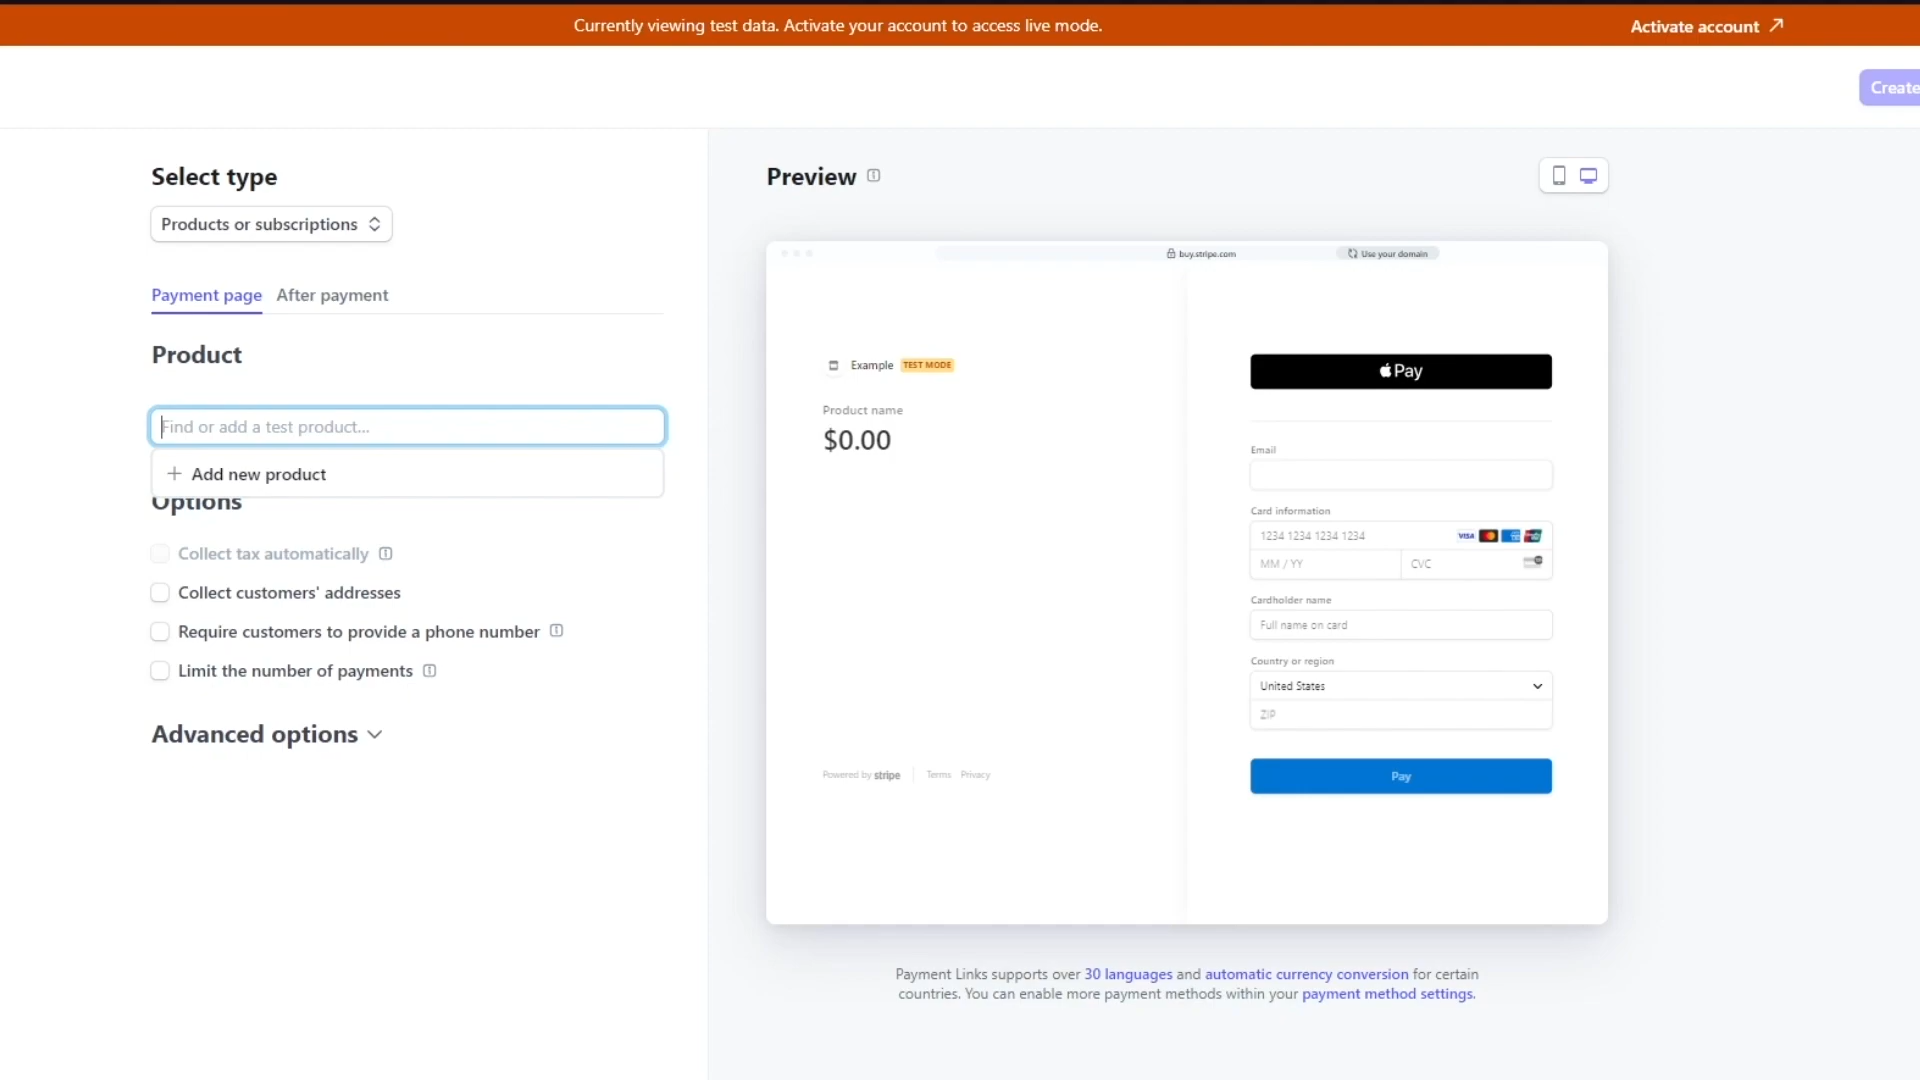 Currently viewing test data. Activate your account to access live mode.
Activate account
Create
Select type
Products or subscriptions
Payment page After payment
Product
Find or add a test product...
Add new product
Options
Collect tax automatically
Collect customers' addresses
Require customers to provide a phone number
Limit the number of payments
Advanced options
Preview
buy.stripe.com
Use your domain
Example TEST MODE
Product name
$0.00
Powered by stripe Terms Privacy
Pay
Email
Card information
1234 1234 1234 1234 VISA
MM / YY CVC
Cardholder name
Full name on card
Country or region
United States
ZIP
Pay
Payment Links supports over 30 languages and automatic currency conversion for certain
countries. You can enable more payment methods within your payment method settings.